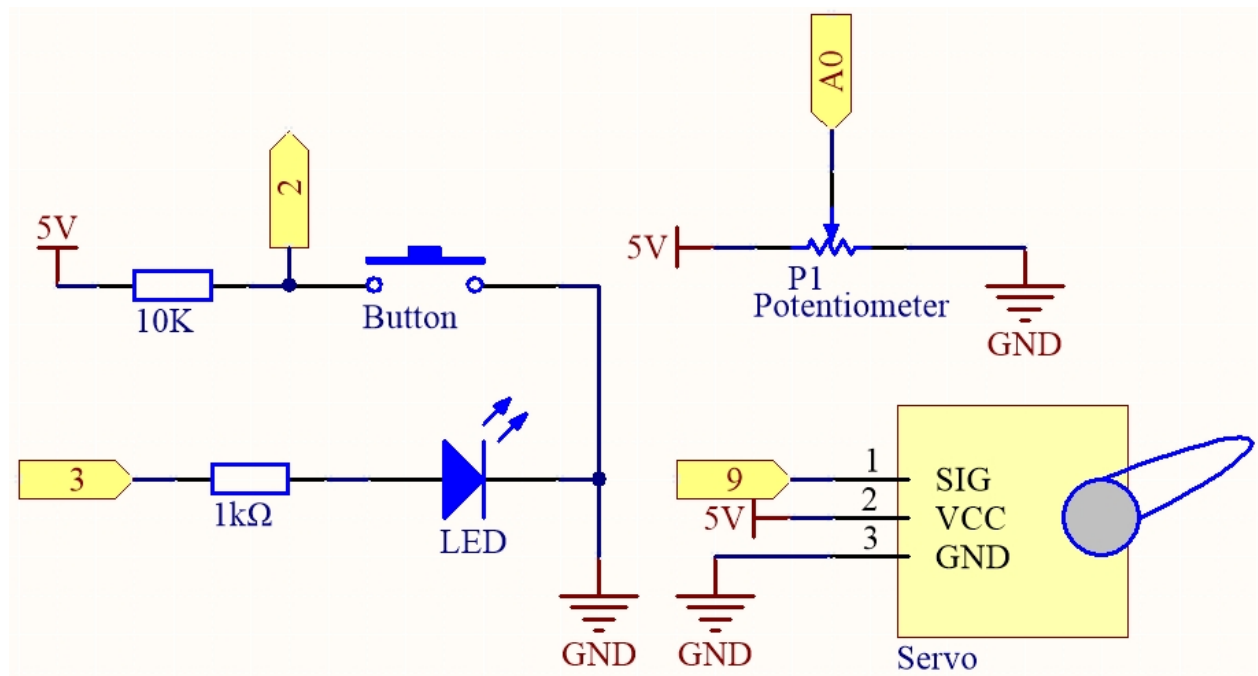 A0
2
5V
10K
Button
5V
P1
Potentiometer
GND
3
1kΩ
LED
GND
9
5V
GND
1
2
3
SIG
VCC
GND
Servo